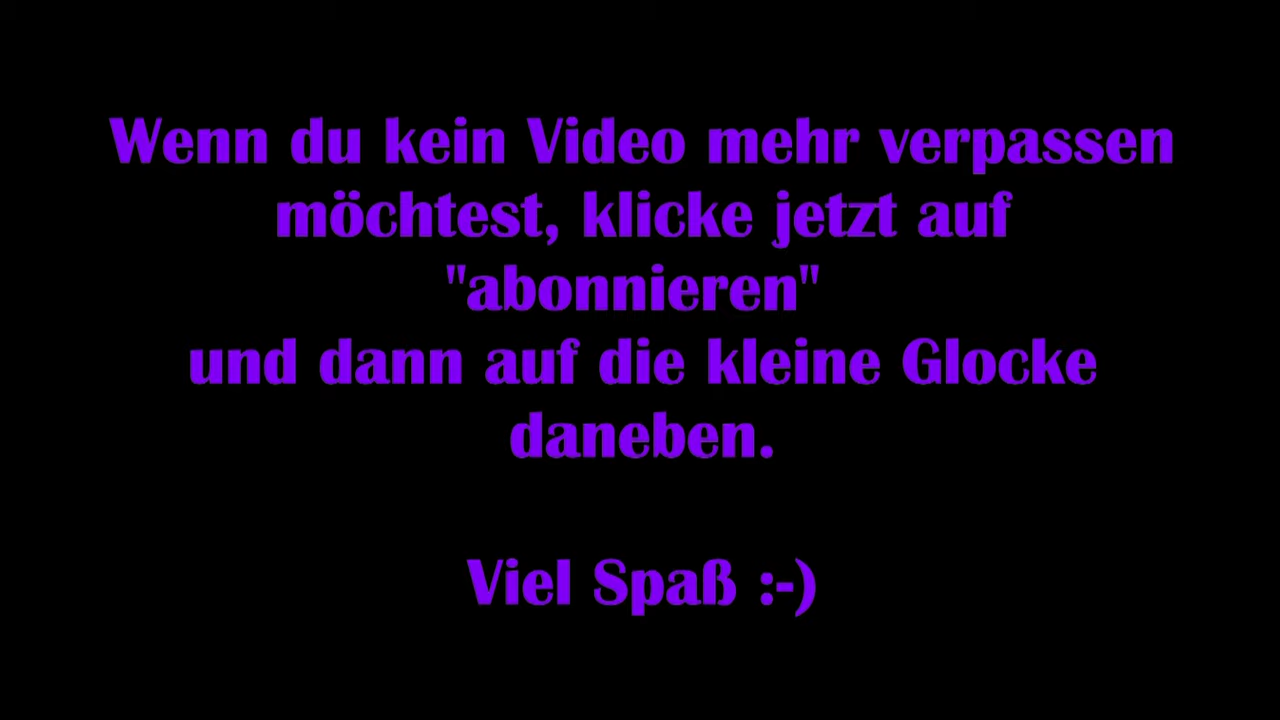 Wenn du kein Video mehr verpassen
möchtest, klicke jetzt auf
"abonnieren"
und dann auf die kleine Glocke
daneben.
Viel Spaß :-)